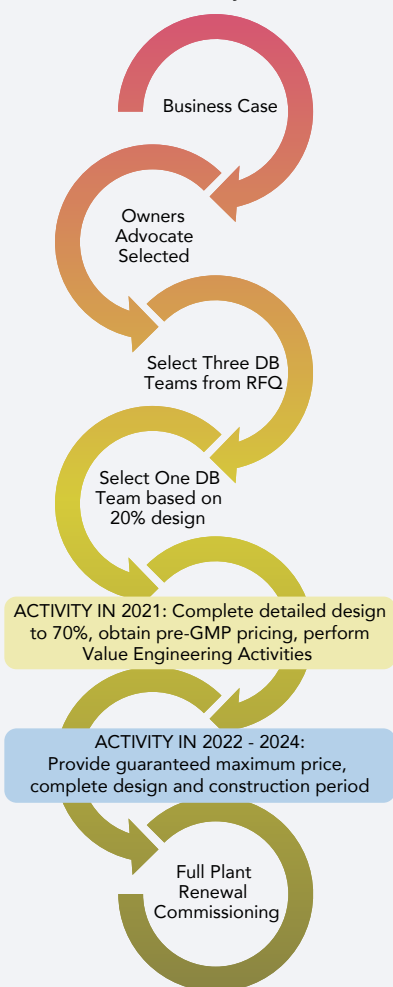 Business Case
Owners
Advocate
Selected
Select Three DB
Teams from RFQ
Select One DB
Team based on
20% design
ACTIVITY IN 2021: Complete detailed design
to 70%, obtain pre-GMP pricing, perform
Value Engineering Activities
ACTIVITY IN 2022 - 2024:
Provide guaranteed maximum price,
complete design and construction period
Full Plant
Renewal
Commissioning